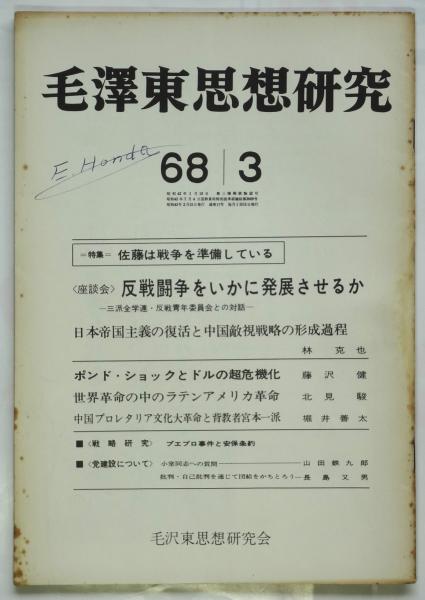 毛澤東思想研究
E. Honda
68|3
=特集= 佐藤は戦争を準備している
〈座談会〉反戦闘争をいかに発展させるか
―三派全学連・反戦青年委員会との対話―
日本帝国主義の復活と中国敵視戦略の形成過程
林 克也
ポンド・ショックとドルの超危機化 藤沢 健
世界革命の中のラテンアメリカ革命 北見 駿
中国プロレタリア文化大革命と背教者宮本一派 堀井善太
■〈戦略研究〉 プエブロ事件と安保条約
■〈党建設について〉 小室同志への質問――山田鉄九郎
批判・自己批判を通じて団結をかちとろう―長島又男
毛沢東思想研究会